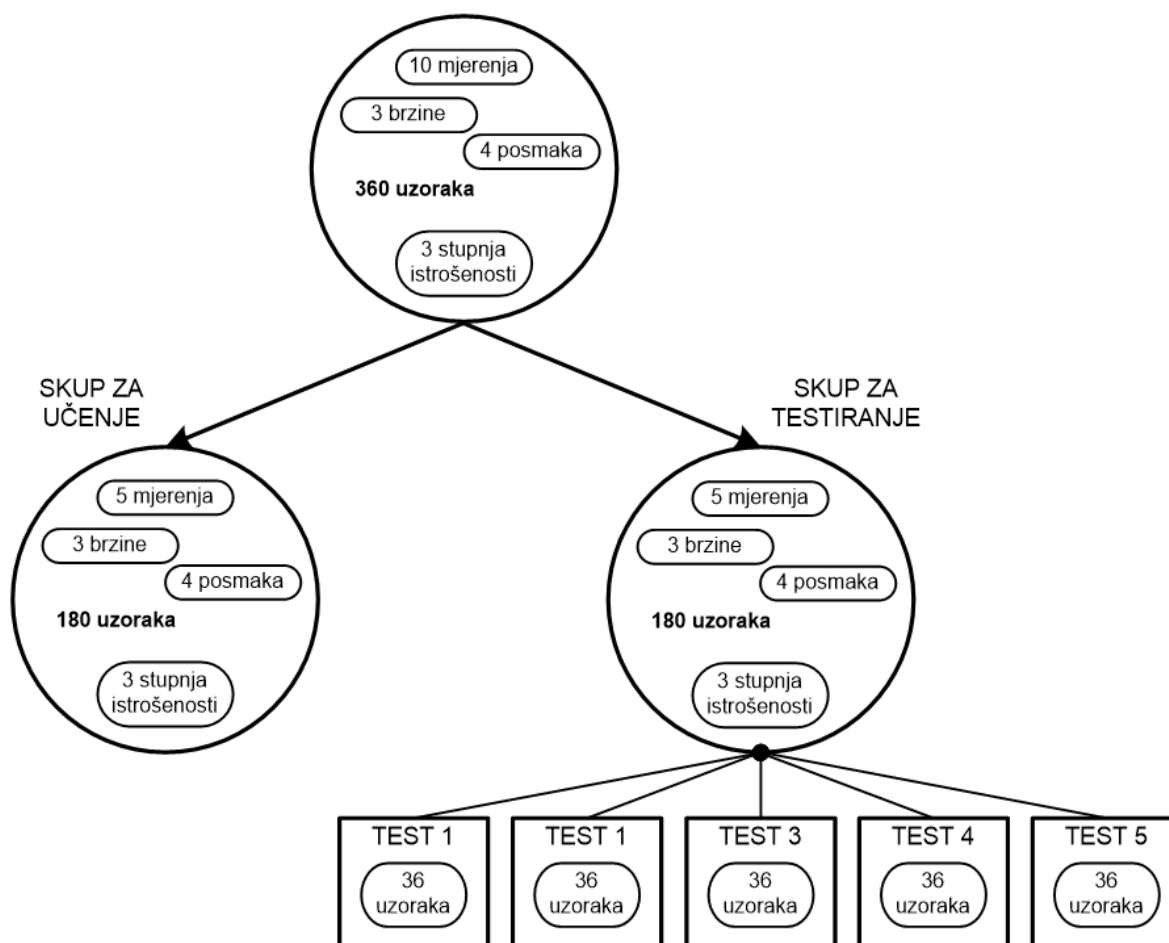 10 mjerenja
3 brzine
4 posmaka
360 uzoraka
3 stupnja
istrošenosti
SKUP ZA
UČENJE
5 mjerenja
3 brzine
4 posmaka
180 uzoraka
3 stupnja
istrošenosti
SKUP ZA
TESTIRANJE
5 mjerenja
3 brzine
4 posmaka
180 uzoraka
3 stupnja
istrošenosti
TEST 1
36
uzoraka
TEST 1
36
uzoraka
TEST 3
36
uzoraka
TEST 4
36
uzoraka
TEST 5
36
uzoraka